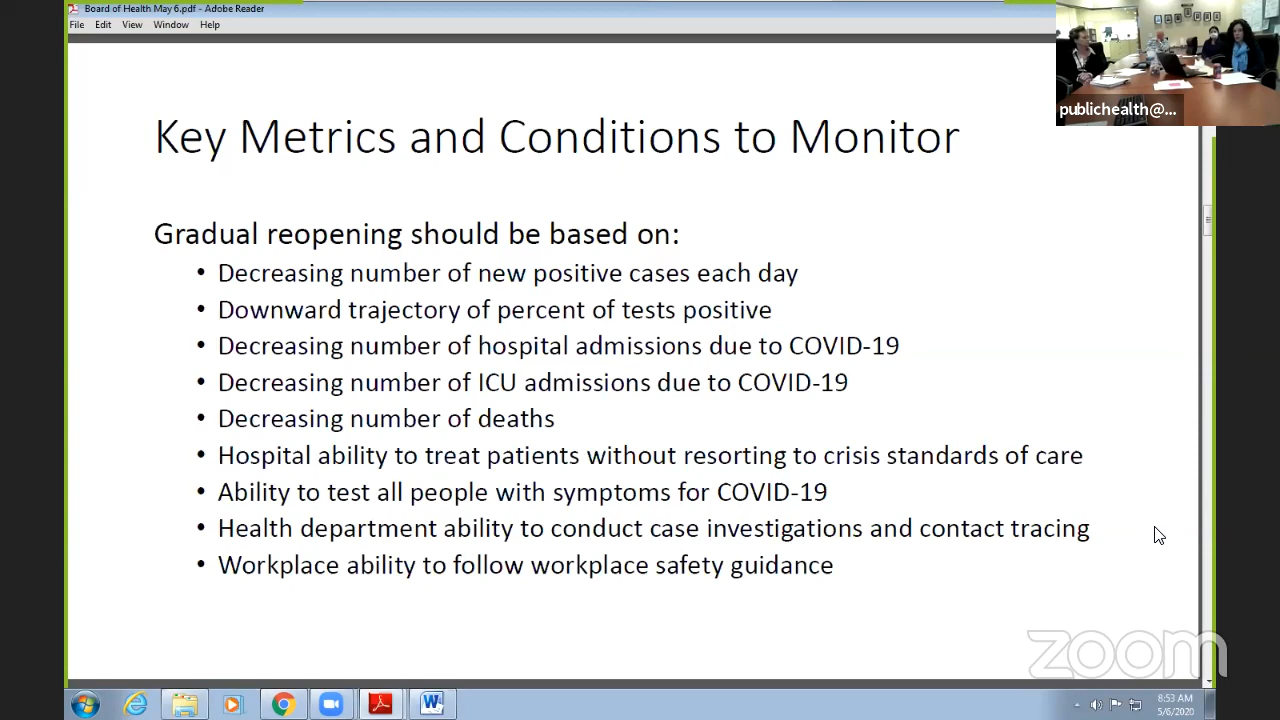 Board of Health May 6.pdf - Adobe Reader
File Edit View Window Help
publichealth@...
Key Metrics and Conditions to Monitor
Gradual reopening should be based on:
• Decreasing number of new positive cases each day
• Downward trajectory of percent of tests positive
• Decreasing number of hospital admissions due to COVID-19
• Decreasing number of ICU admissions due to COVID-19
• Decreasing number of deaths
• Hospital ability to treat patients without resorting to crisis standards of care
• Ability to test all people with symptoms for COVID-19
• Health department ability to conduct case investigations and contact tracing
• Workplace ability to follow workplace safety guidance
zoom
8:53 AM
5/6/2020